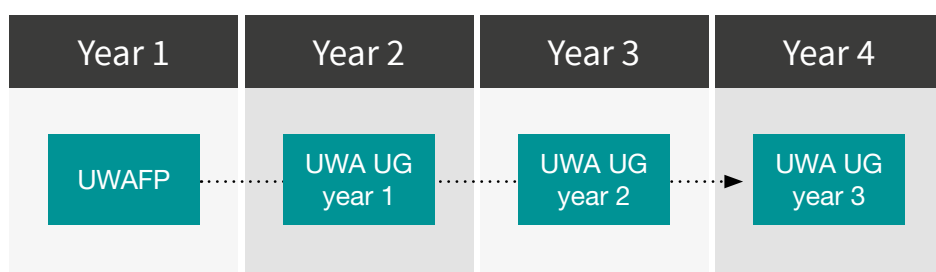 Year 1
Year 2
Year 3
Year 4
UWAFP
UWA UG
year 1
UWA UG
year 2
UWA UG
year 3